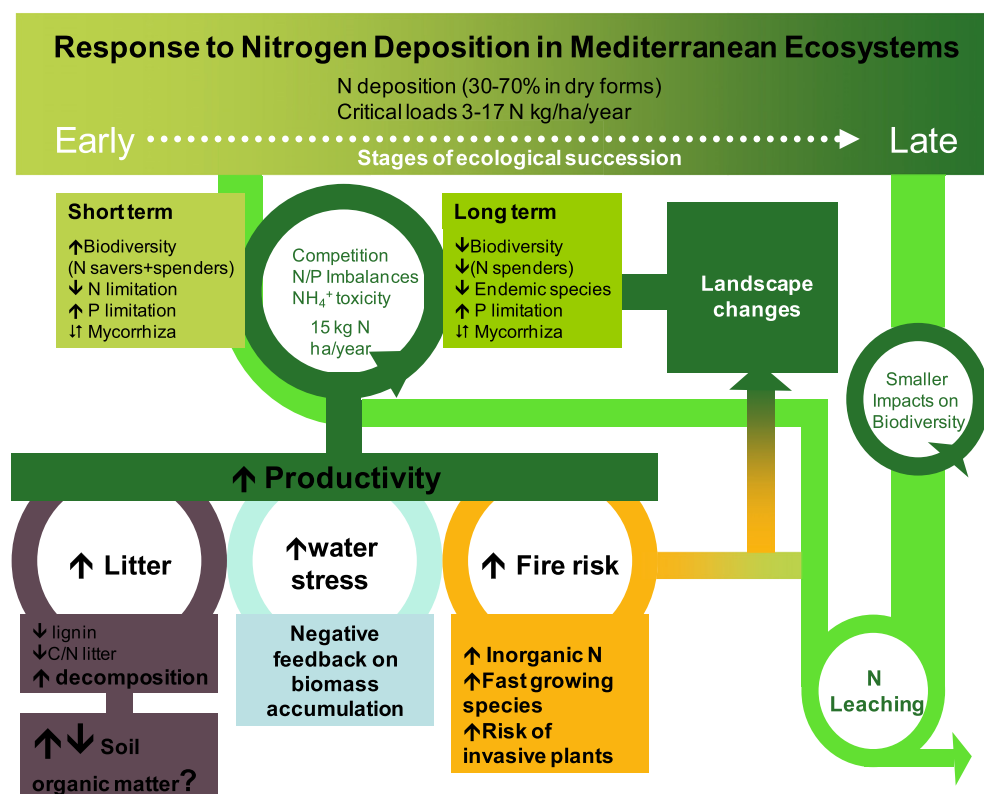 Response to Nitrogen Deposition in Mediterranean Ecosystems
N deposition (30-70% in dry forms)
Critical loads 3-17 N kg/ha/year
Early
Late
Stages of ecological succession
Short term
↑Biodiversity
(N savers+spenders)
↓ N limitation
↑ P limitation
↓↑ Mycorrhiza
Competition
N/P Imbalances
NH₄⁺ toxicity
15 kg N
ha/year
Long term
↓Biodiversity
↓(N spenders)
↓ Endemic species
↑ P limitation
↓↑ Mycorrhiza
Landscape
changes
Smaller
Impacts on
Biodiversity
↑ Productivity
↑ Litter
↑water
stress
↑ Fire risk
↓ lignin
↓C/N litter
↑ decomposition
Negative
feedback on
biomass
accumulation
↑ Inorganic N
↑Fast growing
species
↑Risk of
invasive plants
N
Leaching
↑↓ Soil
organic matter?